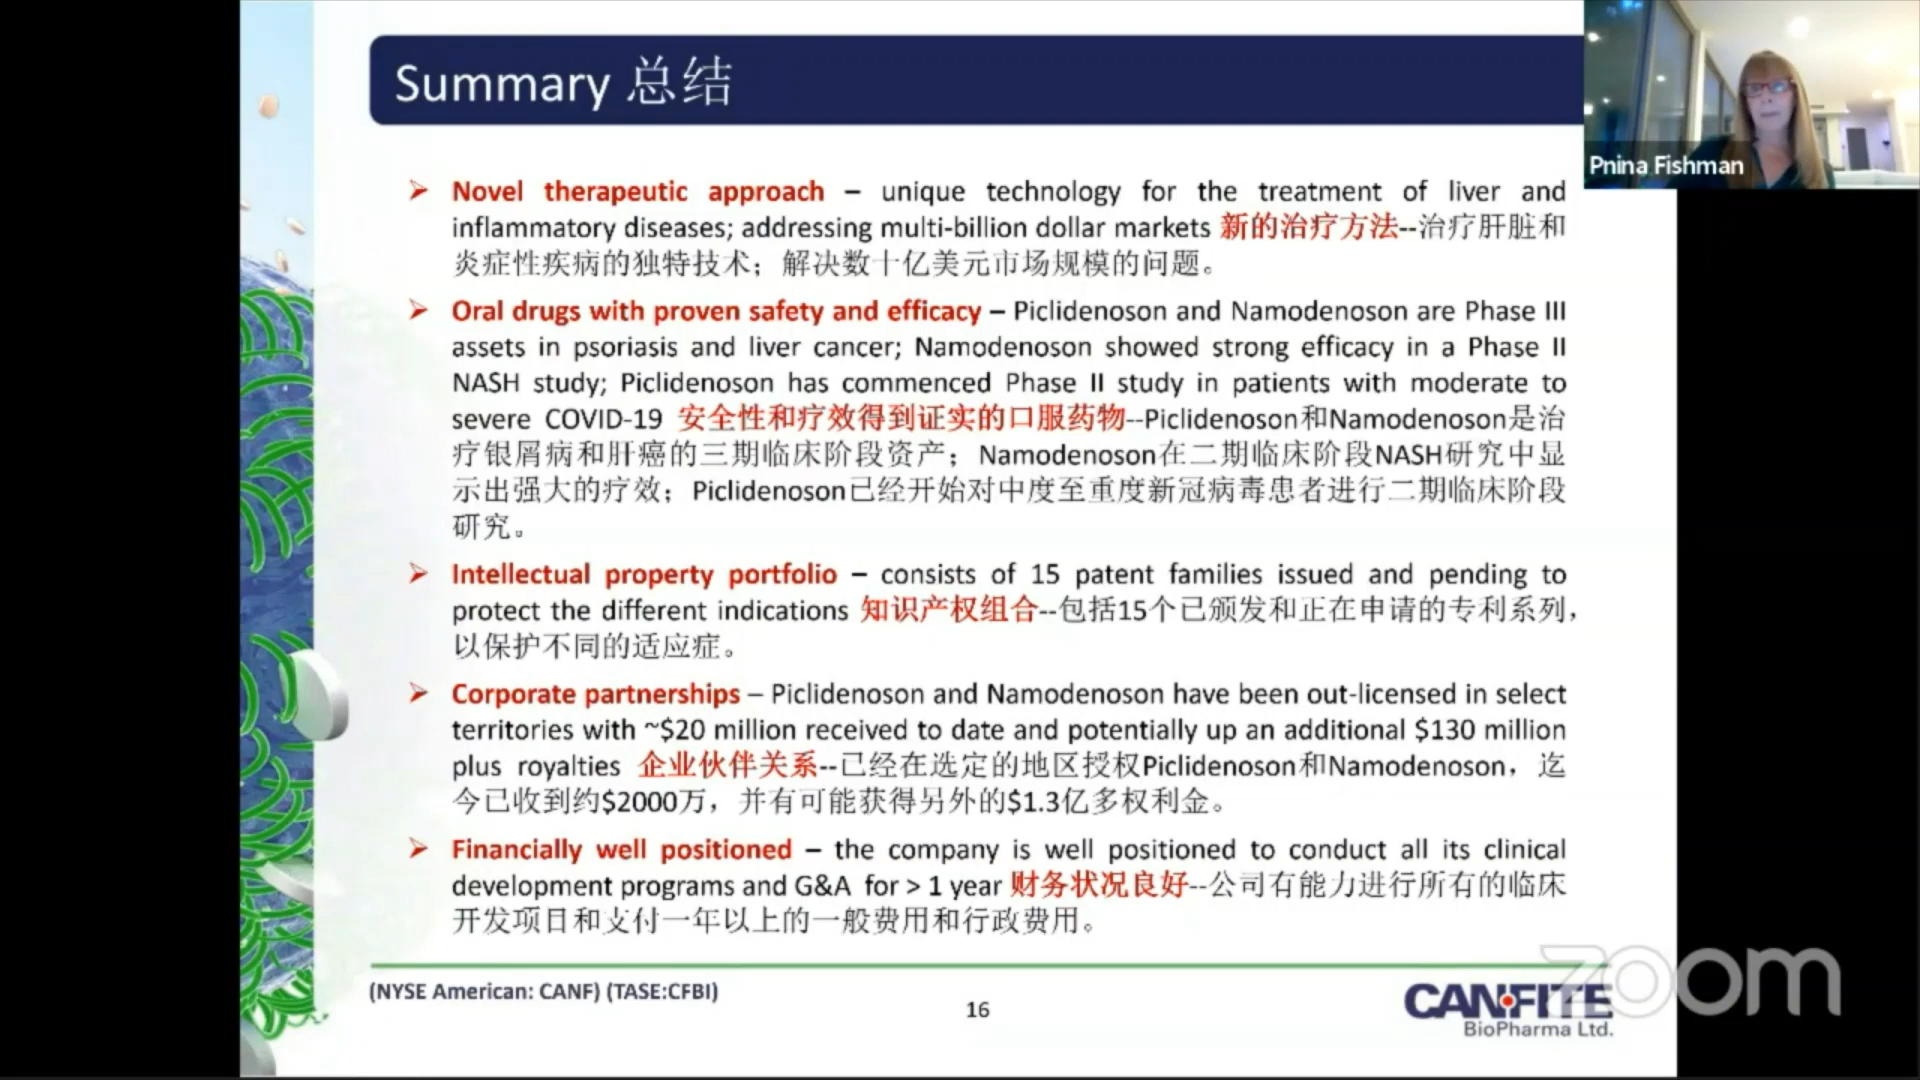 Summary 总结
Pnina Fishman
Novel therapeutic approach – unique technology for the treatment of liver and
inflammatory diseases; addressing multi-billion dollar markets 新的治疗方法--治疗肝脏和
炎症性疾病的独特技术；解决数十亿美元市场规模的问题。
Oral drugs with proven safety and efficacy – Piclidenoson and Namodenoson are Phase III
assets in psoriasis and liver cancer; Namodenoson showed strong efficacy in a Phase II
NASH study; Piclidenoson has commenced Phase II study in patients with moderate to
severe COVID-19 安全性和疗效得到证实的口服药物--Piclidenoson和Namodenoson是治
疗银屑病和肝癌的三期临床阶段资产；Namodenoson在二期临床阶段NASH研究中显
示出强大的疗效；Piclidenoson已经开始对中度至重度新冠病毒患者进行二期临床阶段
研究。
Intellectual property portfolio – consists of 15 patent families issued and pending to
protect the different indications 知识产权组合--包括15个已颁发和正在申请的专利系列，
以保护不同的适应症。
Corporate partnerships – Piclidenoson and Namodenoson have been out-licensed in select
territories with ~$20 million received to date and potentially up an additional $130 million
plus royalties 企业伙伴关系--已经在选定的地区授权Piclidenoson和Namodenoson，迄
今已收到约$2000万，并有可能获得另外的$1.3亿多权利金。
Financially well positioned – the company is well positioned to conduct all its clinical
development programs and G&A for > 1 year 财务状况良好--公司有能力进行所有的临床
开发项目和支付一年以上的一般费用和行政费用。
(NYSE American: CANF) (TASE:CFBI)
16
CANFITE
BioPharma Ltd.
zoom